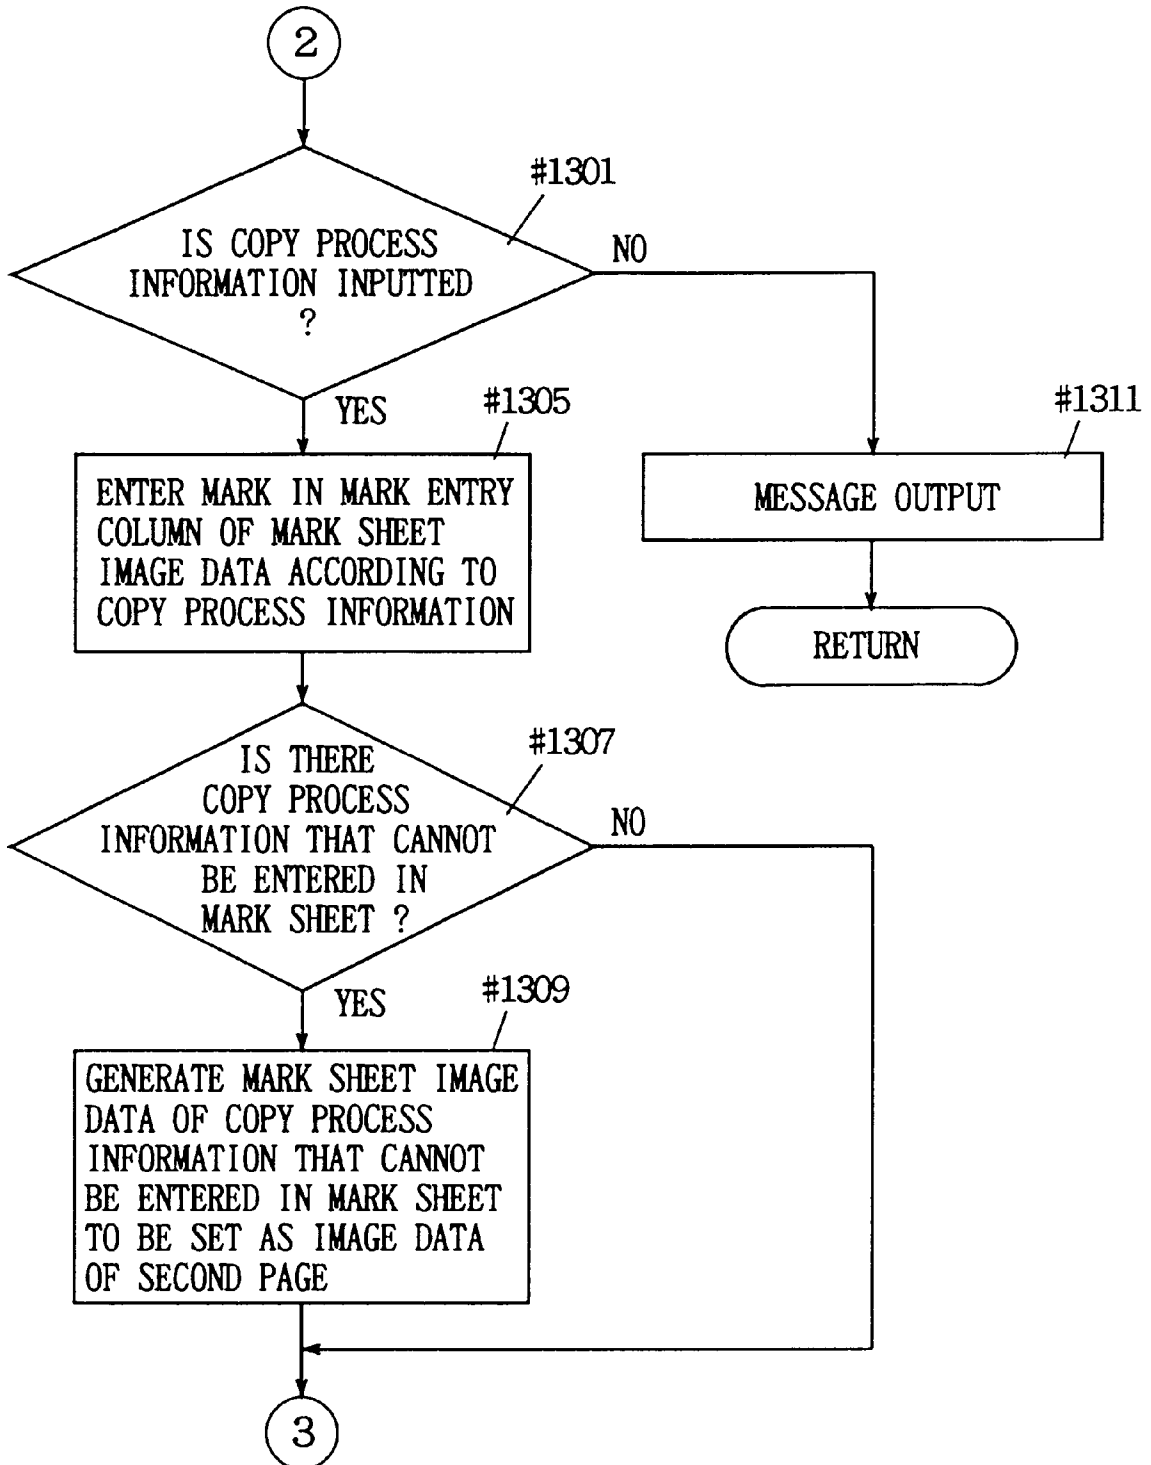 2
#1301
IS COPY PROCESS
INFORMATION INPUTTED
?
NO
YES
#1305
ENTER MARK IN MARK ENTRY
COLUMN OF MARK SHEET
IMAGE DATA ACCORDING TO
COPY PROCESS INFORMATION
#1311
MESSAGE OUTPUT
RETURN
#1307
IS THERE
COPY PROCESS
INFORMATION THAT CANNOT
BE ENTERED IN
MARK SHEET ?
NO
YES
#1309
GENERATE MARK SHEET IMAGE
DATA OF COPY PROCESS
INFORMATION THAT CANNOT
BE ENTERED IN MARK SHEET
TO BE SET AS IMAGE DATA
OF SECOND PAGE
3